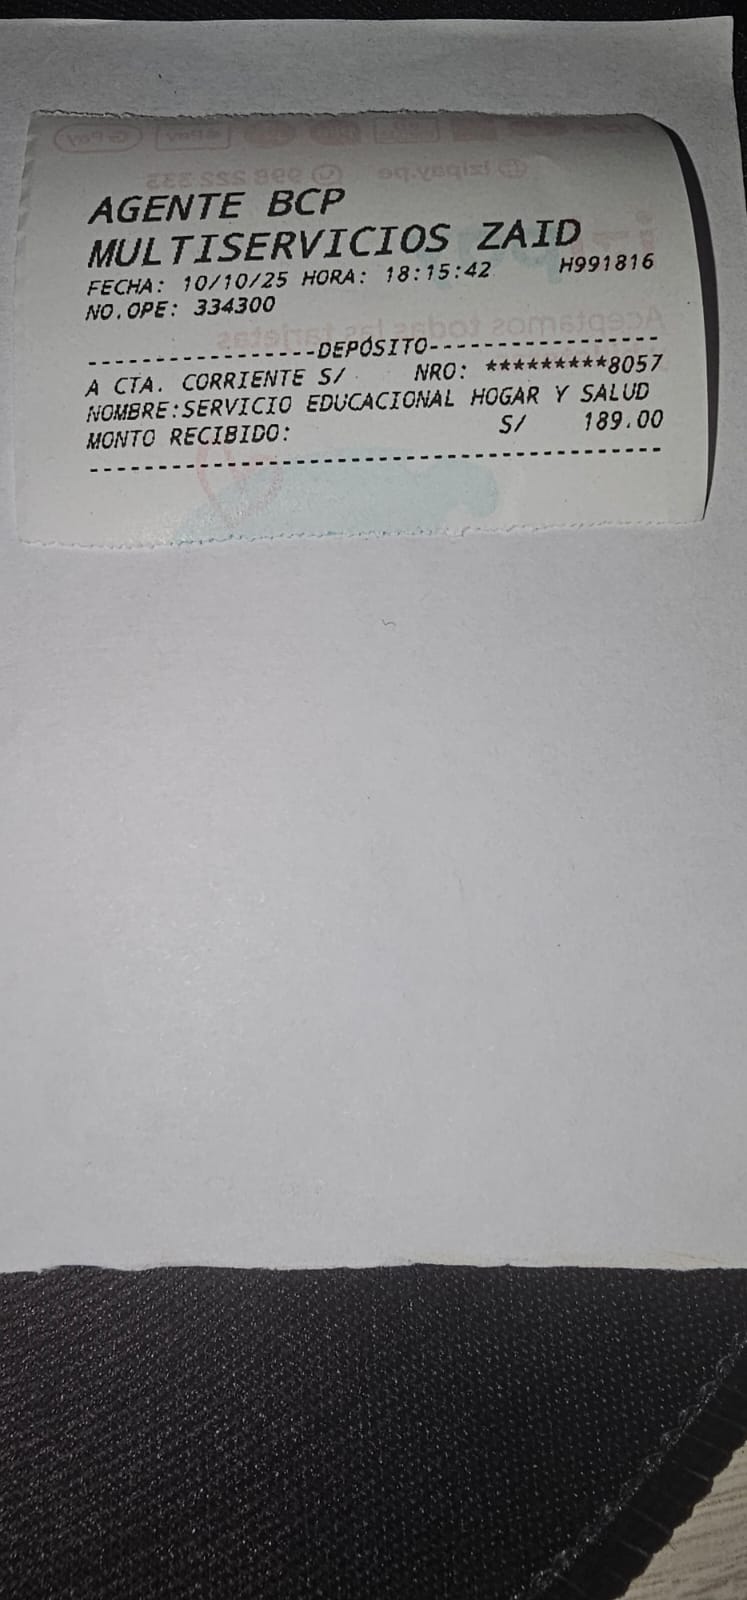 AGENTE BCP
MULTISERVICIOS ZAID
FECHA: 10/10/25 HORA: 18:15:42 H991816
NO.OPE: 334300
-----------------DEPÓSITO-----------------
A CTA. CORRIENTE S/ NRO: *********8057
NOMBRE:SERVICIO EDUCACIONAL HOGAR Y SALUD
MONTO RECIBIDO: S/ 189.00
------------------------------------------